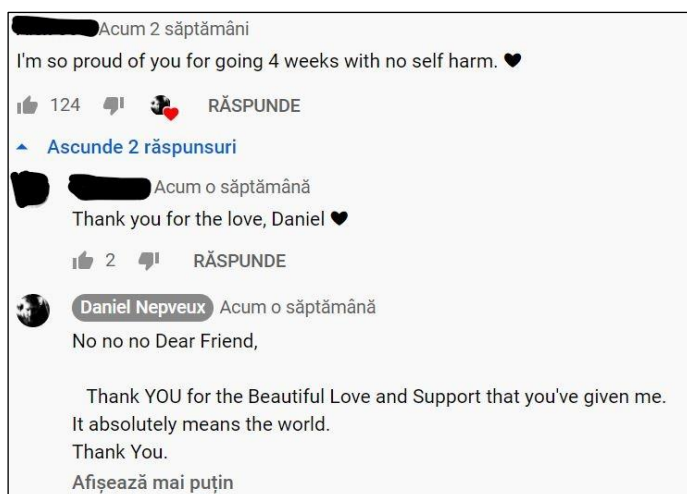 Acum 2 săptămâni
I'm so proud of you for going 4 weeks with no self harm. 🖤
124 RĂSPUNDE
Ascunde 2 răspunsuri
Acum o săptămână
Thank you for the love, Daniel 🖤
2 RĂSPUNDE
Daniel Nepveux Acum o săptămână
No no no Dear Friend,
Thank YOU for the Beautiful Love and Support that you've given me.
It absolutely means the world.
Thank You.
Afișează mai puțin